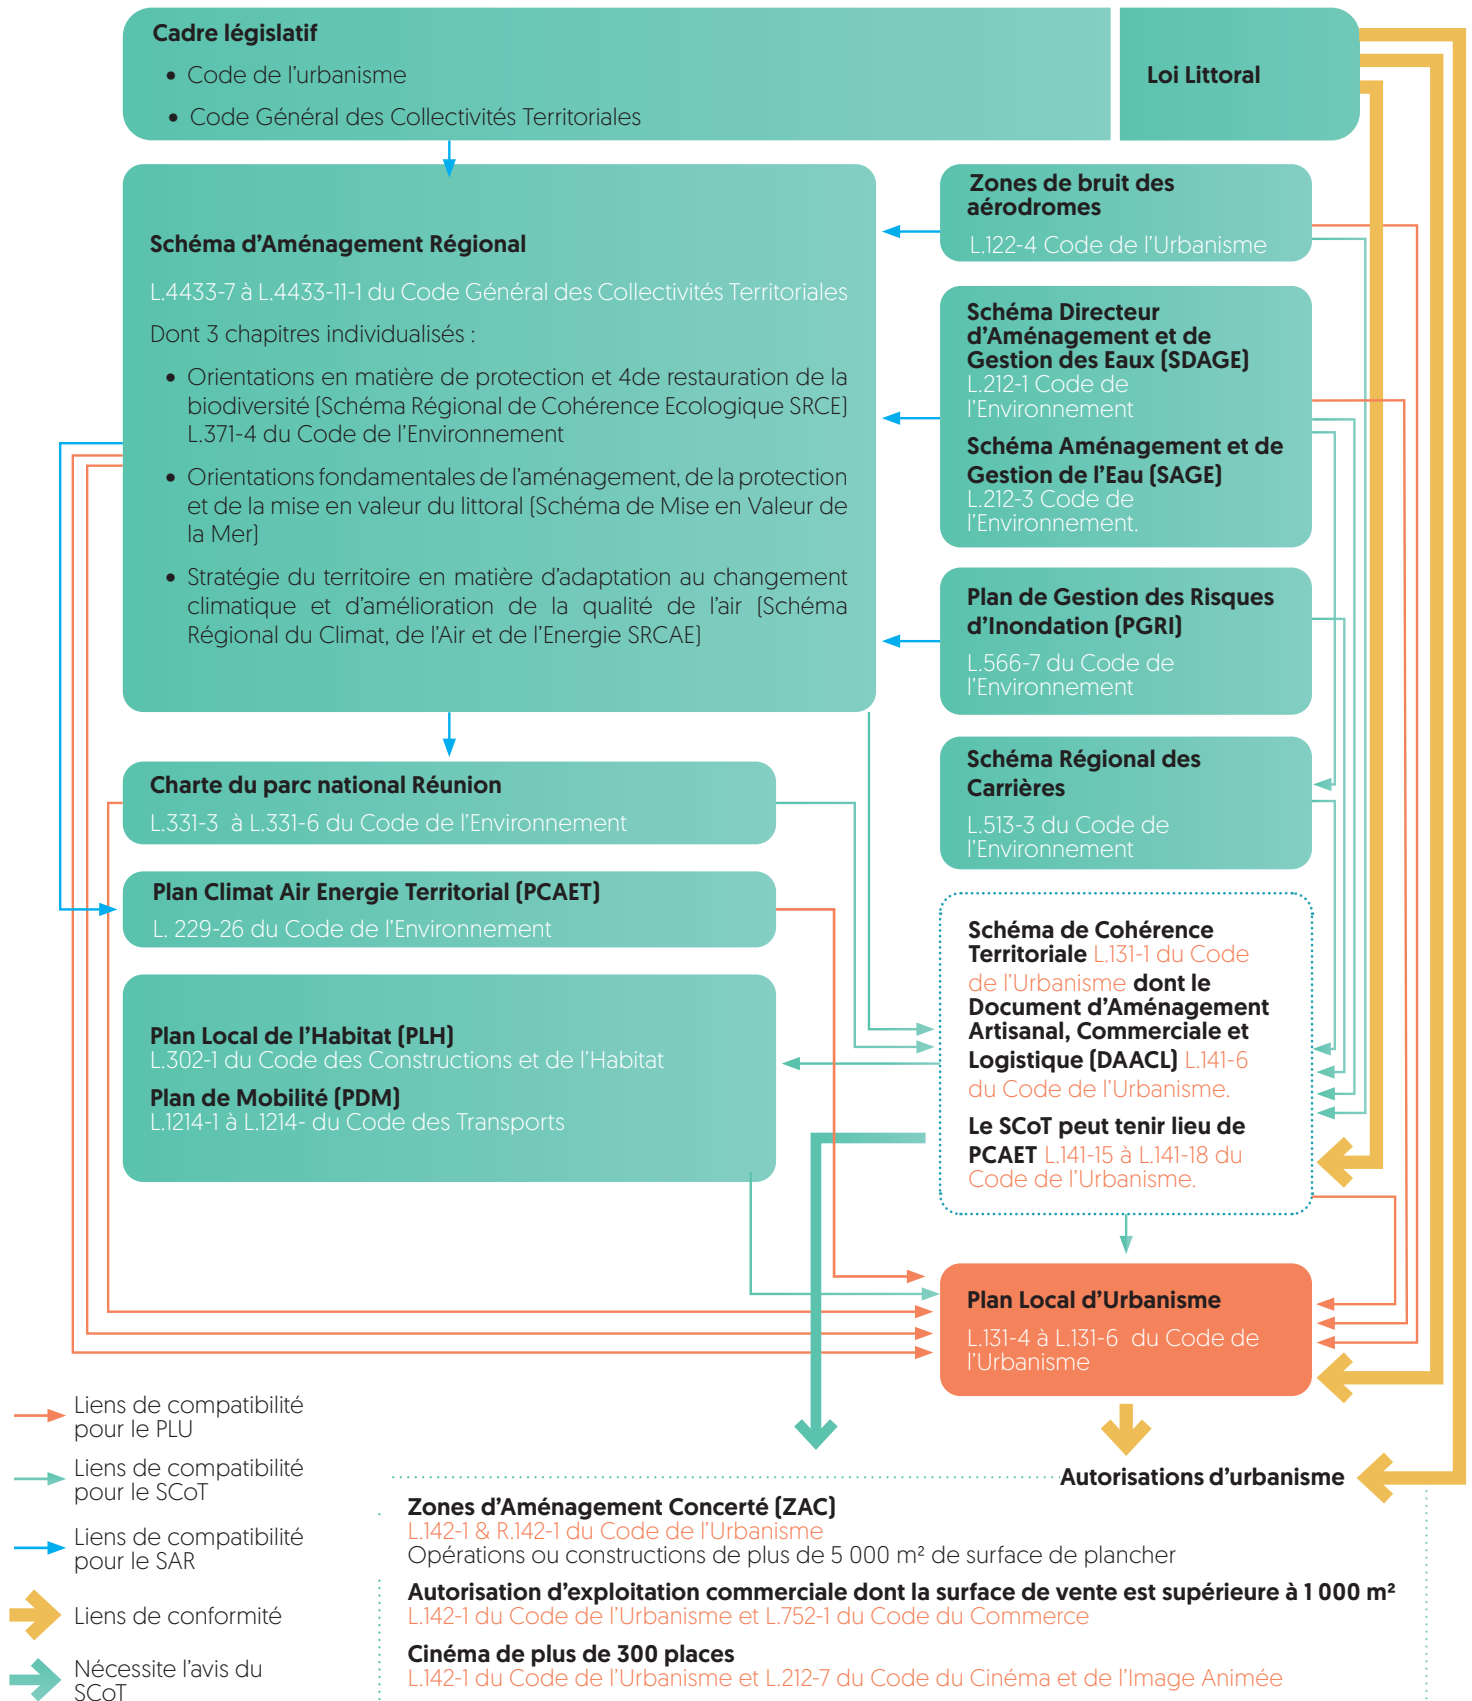 Cadre législatif
• Code de l'urbanisme
• Code Général des Collectivités Territoriales
Loi Littoral
Schéma d'Aménagement Régional
L.4433-7 à L.4433-11-1 du Code Général des Collectivités Territoriales
Dont 3 chapitres individualisés :
• Orientations en matière de protection et 4de restauration de la
biodiversité (Schéma Régional de Cohérence Ecologique SRCE)
L.371-4 du Code de l'Environnement
• Orientations fondamentales de l'aménagement, de la protection
et de la mise en valeur du littoral (Schéma de Mise en Valeur de
la Mer)
• Stratégie du territoire en matière d'adaptation au changement
climatique et d'amélioration de la qualité de l'air (Schéma
Régional du Climat, de l'Air et de l'Energie SRCAE)
Zones de bruit des
aérodromes
L.122-4 Code de l'Urbanisme
Schéma Directeur
d'Aménagement et de
Gestion des Eaux (SDAGE)
L.212-1 Code de
l'Environnement
Schéma Aménagement et de
Gestion de l'Eau (SAGE)
L.212-3 Code de
l'Environnement.
Plan de Gestion des Risques
d'Inondation (PGRI)
L.566-7 du Code de
l'Environnement
Schéma Régional des
Carrières
L.513-3 du Code de
l'Environnement
Charte du parc national Réunion
L.331-3 à L.331-6 du Code de l'Environnement
Plan Climat Air Energie Territorial (PCAET)
L. 229-26 du Code de l'Environnement
Plan Local de l'Habitat (PLH)
L.302-1 du Code des Constructions et de l'Habitat
Plan de Mobilité (PDM)
L.1214-1 à L.1214- du Code des Transports
Schéma de Cohérence
Territoriale L.131-1 du Code
de l'Urbanisme dont le
Document d'Aménagement
Artisanal, Commerciale et
Logistique (DAACL) L.141-6
du Code de l'Urbanisme.
Le SCoT peut tenir lieu de
PCAET L.141-15 à L.141-18 du
Code de l'Urbanisme.
Plan Local d'Urbanisme
L.131-4 à L.131-6 du Code de
l'Urbanisme
Liens de compatibilité
pour le PLU
Liens de compatibilité
pour le SCoT
Liens de compatibilité
pour le SAR
Liens de conformité
Nécessite l'avis du
SCoT
Autorisations d'urbanisme
Zones d'Aménagement Concerté (ZAC)
L.142-1 & R.142-1 du Code de l'Urbanisme
Opérations ou constructions de plus de 5 000 m² de surface de plancher
Autorisation d'exploitation commerciale dont la surface de vente est supérieure à 1 000 m²
L.142-1 du Code de l'Urbanisme et L.752-1 du Code du Commerce
Cinéma de plus de 300 places
L.142-1 du Code de l'Urbanisme et L.212-7 du Code du Cinéma et de l'Image Animée